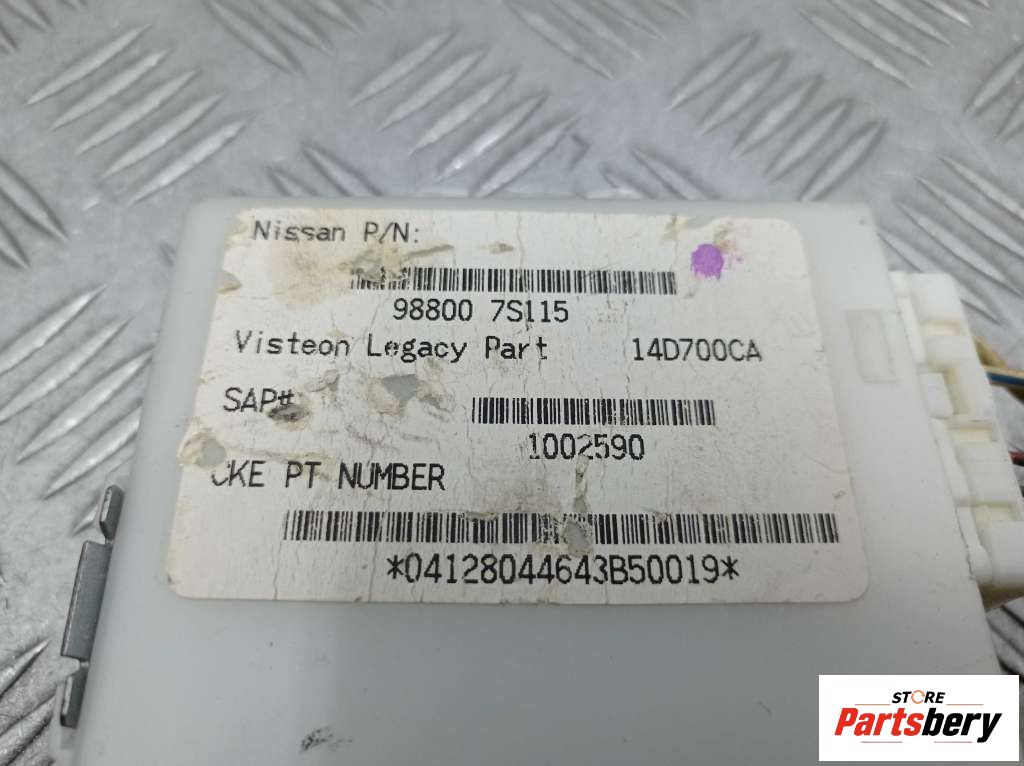 Nissan P/N:
98800 7S115
Visteon Legacy Part 14D700CA
SAP#
1002590
CKE PT NUMBER
*04128044643B50019*
STORE
Partsbery